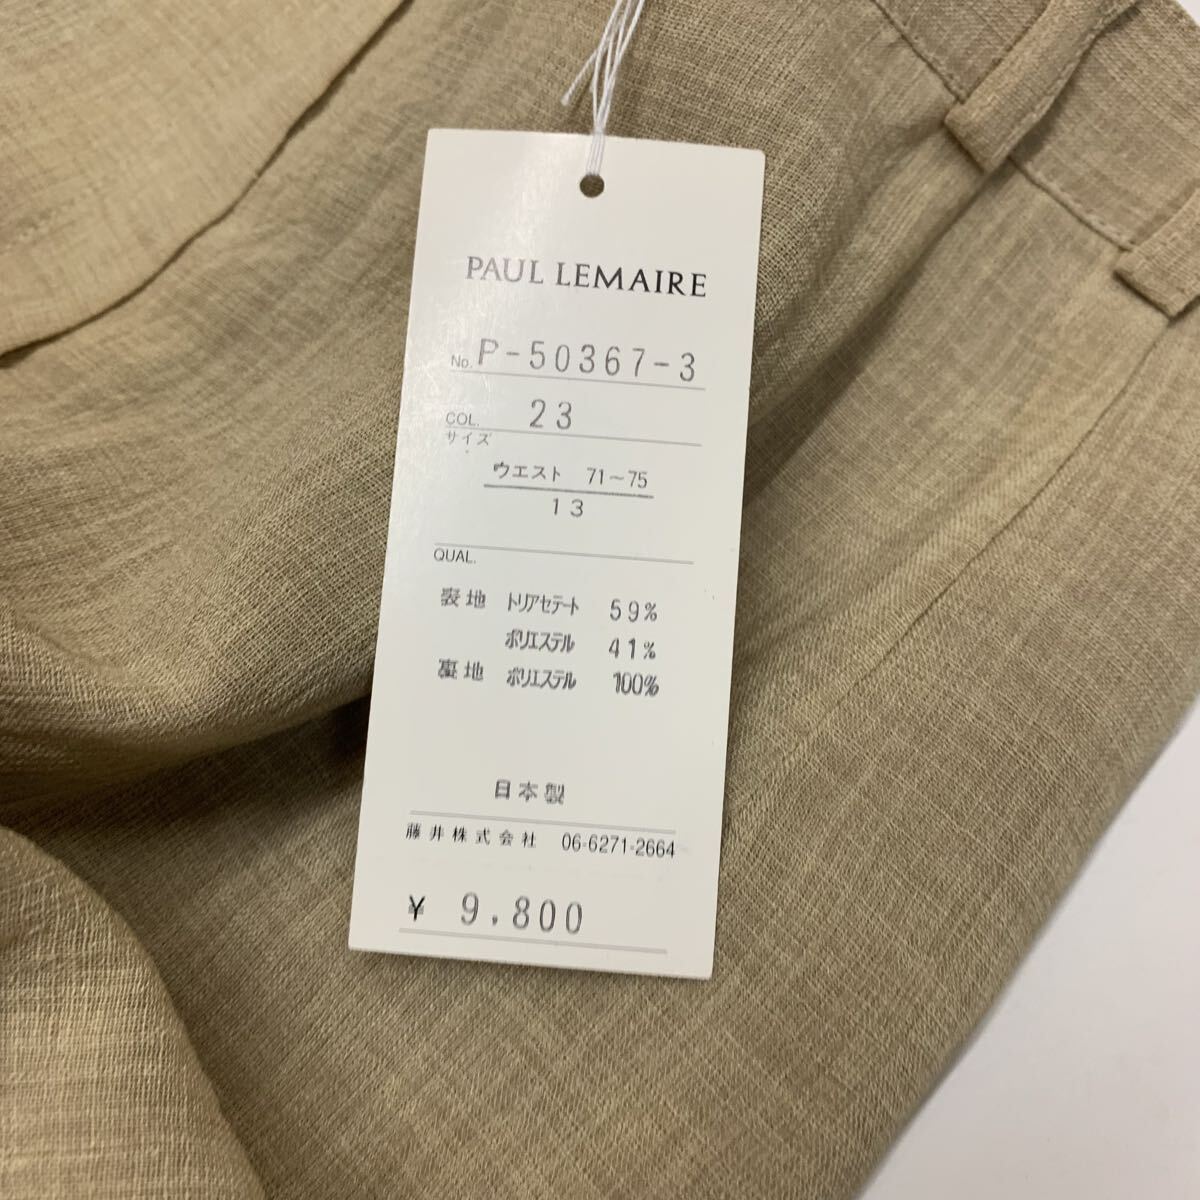 PAUL LEMAIRE
No. P-50367-3
COL. 23
サイズ
ウエスト 71～75
13
QUAL.
表地 トリアセテート 59%
ポリエステル 41%
裏地 ポリエステル 100%
日本製
藤井株式会社 06-6271-2664
¥ 9,800